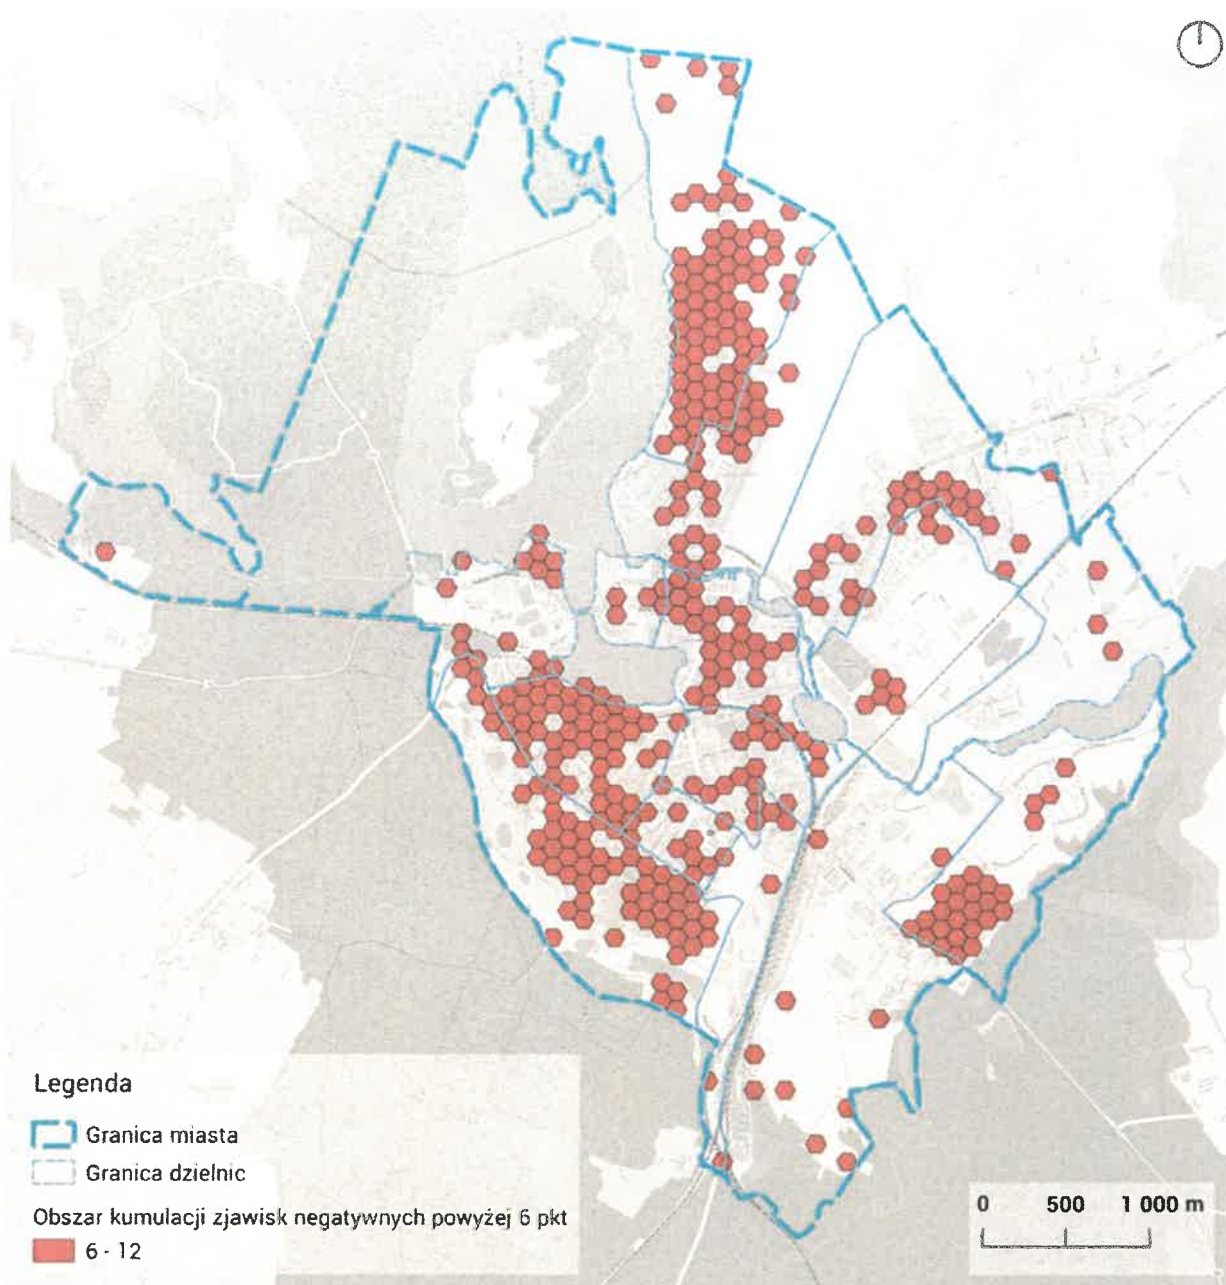 Legenda
Granica miasta
Granica dzielnic
Obszar kumulacji zjawisk negatywnych powyżej 6 pkt
6 - 12
0 500 1 000 m